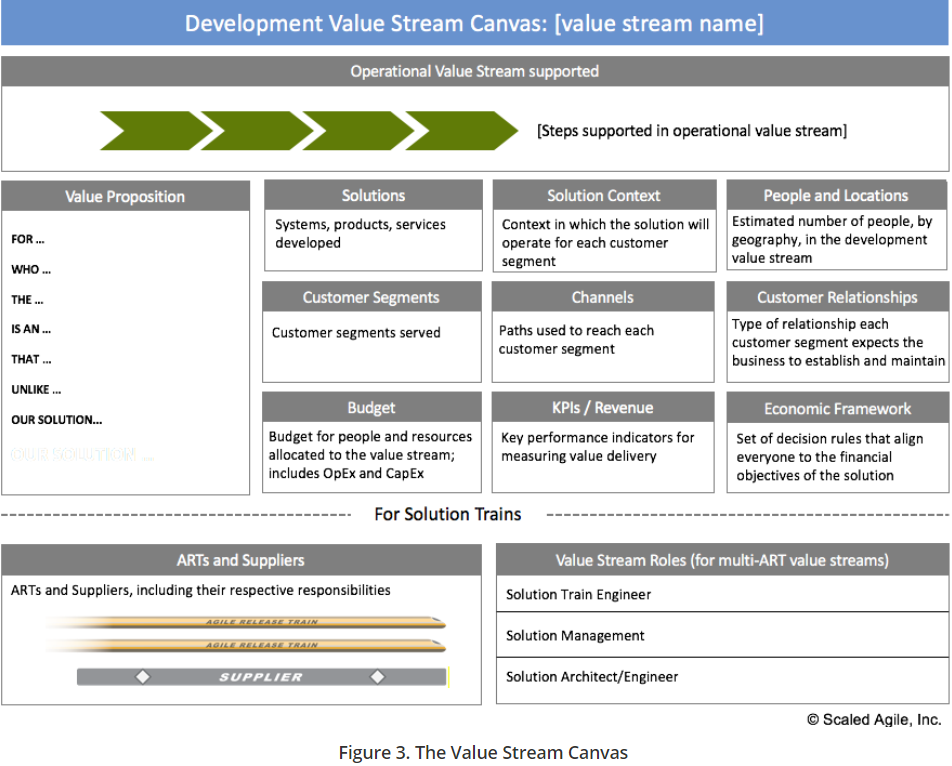 Development Value Stream Canvas: [value stream name]
Operational Value Stream supported
[Steps supported in operational value stream]
Value Proposition
FOR ...
WHO ...
THE ...
IS AN ...
THAT ...
UNLIKE ...
OUR SOLUTION...
OUR SOLUTION ...
Solutions
Systems, products, services
developed
Solution Context
Context in which the solution will
operate for each customer
segment
People and Locations
Estimated number of people, by
geography, in the development
value stream
Customer Segments
Customer segments served
Channels
Paths used to reach each
customer segment
Customer Relationships
Type of relationship each
customer segment expects the
business to establish and maintain
Budget
Budget for people and resources
allocated to the value stream;
includes OpEx and CapEx
KPIs / Revenue
Key performance indicators for
measuring value delivery
Economic Framework
Set of decision rules that align
everyone to the financial
objectives of the solution
For Solution Trains
ARTs and Suppliers
ARTs and Suppliers, including their respective responsibilities
AGILE RELEASE TRAIN
AGILE RELEASE TRAIN
SUPPLIER
Value Stream Roles (for multi-ART value streams)
Solution Train Engineer
Solution Management
Solution Architect/Engineer
© Scaled Agile, Inc.
Figure 3. The Value Stream Canvas